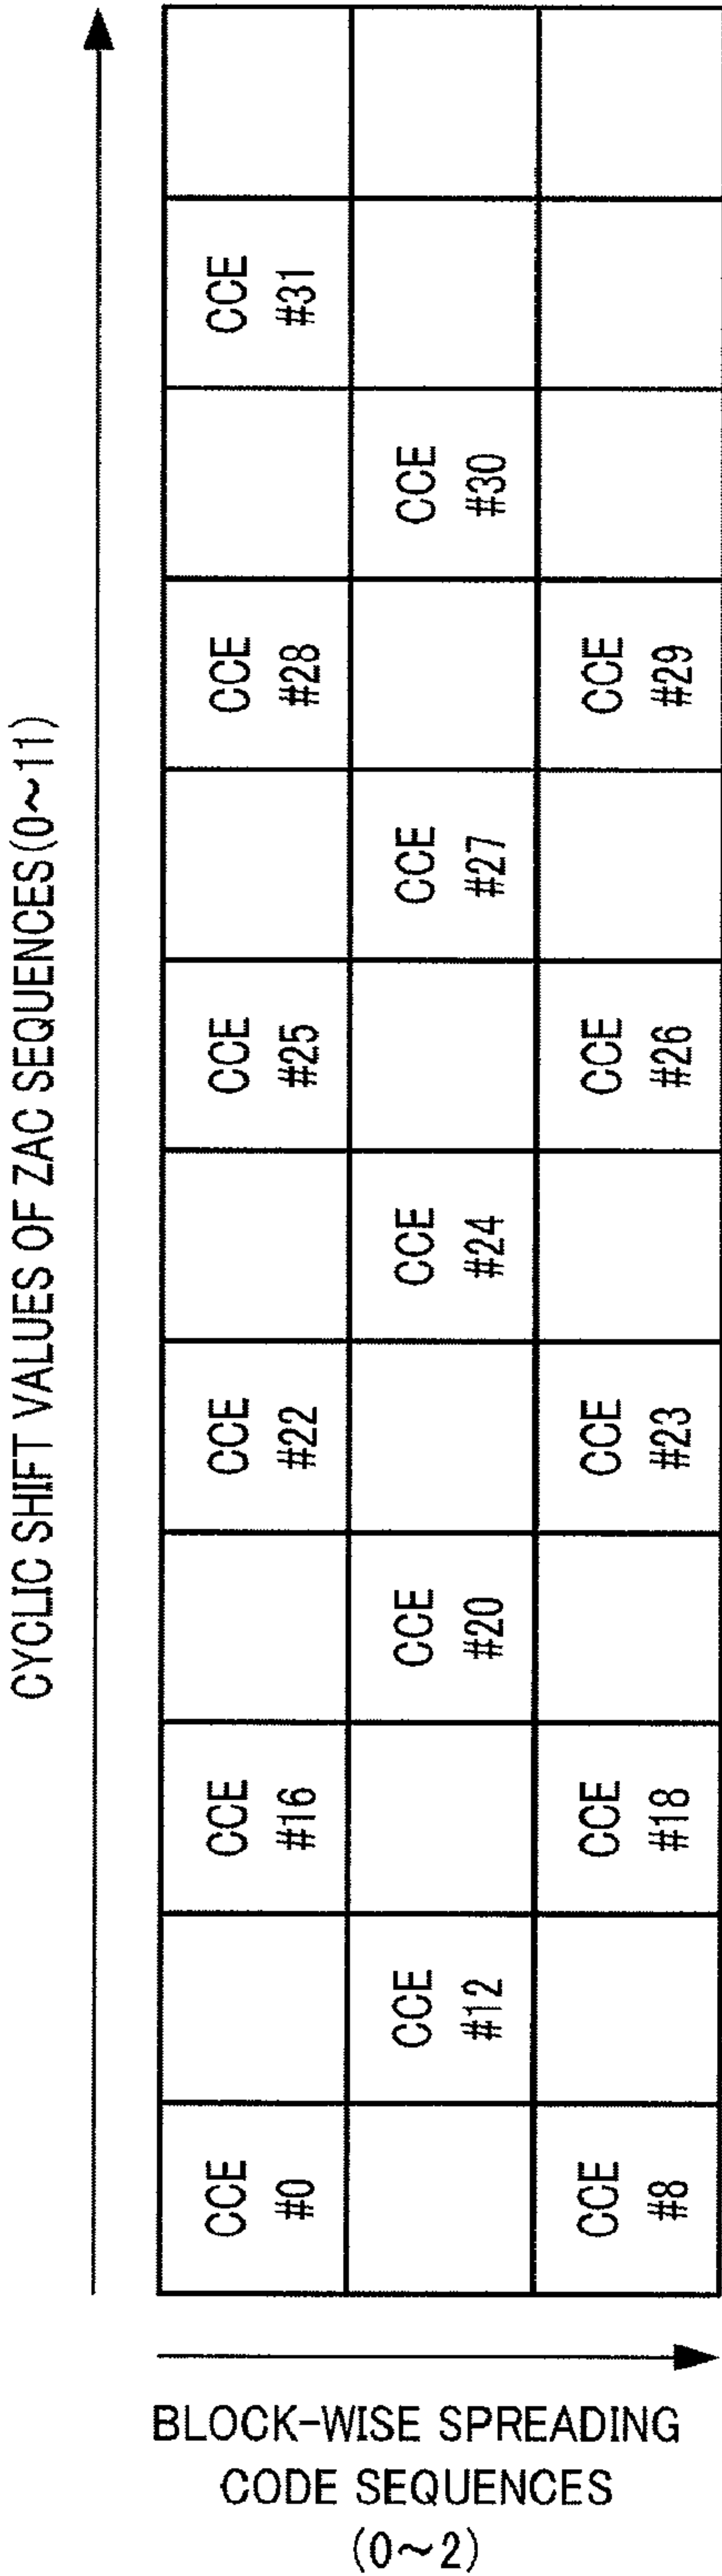 CYCLIC SHIFT VALUES OF ZAC SEQUENCES(0~11)
CCE
#31
CCE
#30
CCE
#28
CCE
#29
CCE
#27
CCE
#25
CCE
#26
CCE
#24
CCE
#22
CCE
#23
CCE
#20
CCE
#16
CCE
#18
CCE
#12
CCE
#0
CCE
#8
BLOCK-WISE SPREADING
CODE SEQUENCES
(0~2)